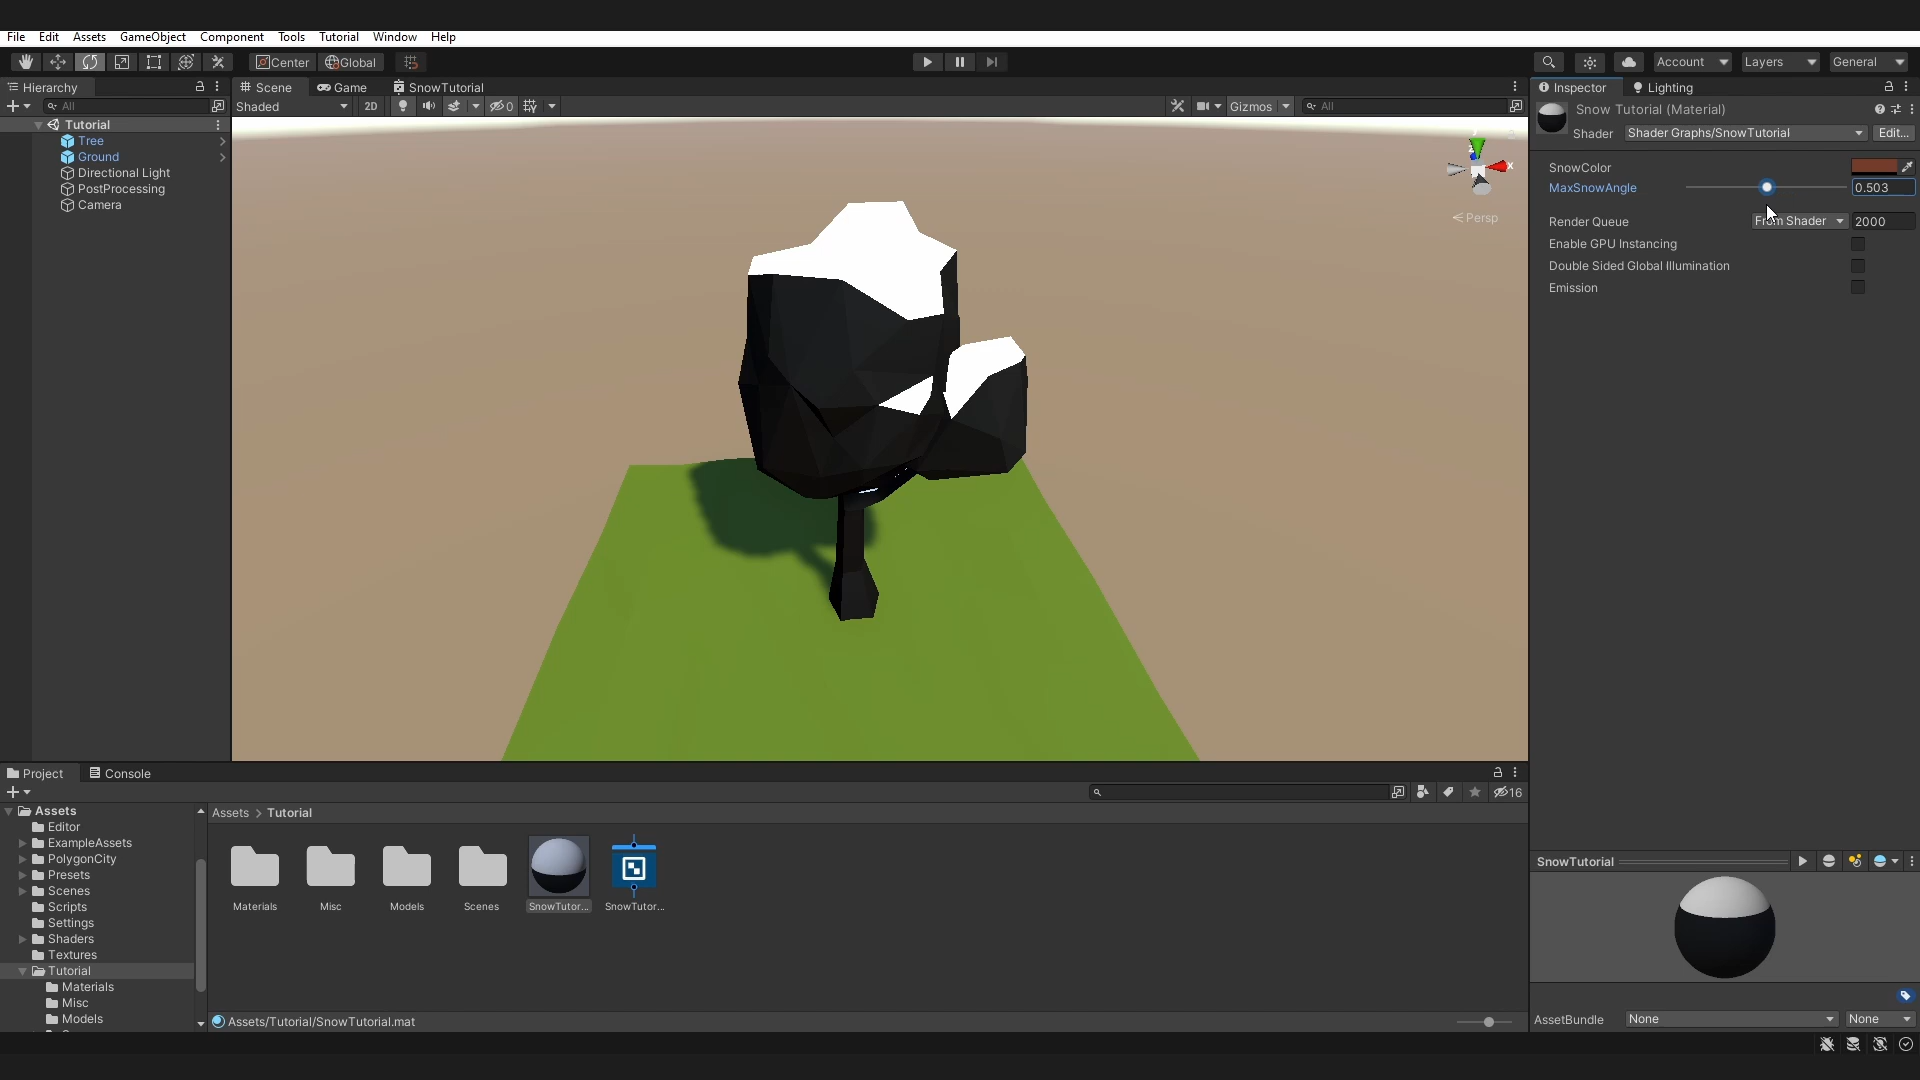 File Edit Assets GameObject Component Tools Tutorial Window Help
Center Global Account Layers General
Hierarchy Scene Game SnowTutorial Inspector Lighting
All Shaded 2D 0 Gizmos All
Snow Tutorial (Material)
Shader Shader Graphs/SnowTutorial Edit...
Tutorial
Tree
Ground
Directional Light
PostProcessing
Camera
x
Persp
SnowColor
MaxSnowAngle 0.503
Render Queue From Shader 2000
Enable GPU Instancing
Double Sided Global Illumination
Emission
Project Console
16
Assets > Tutorial
Assets
Editor
ExampleAssets
PolygonCity
Presets
Scenes
Scripts
Settings
Shaders
Textures
Tutorial
Materials
Misc
Models
Materials Misc Models Scenes SnowTutor... SnowTutor...
Assets/Tutorial/SnowTutorial.mat
SnowTutorial
AssetBundle None None